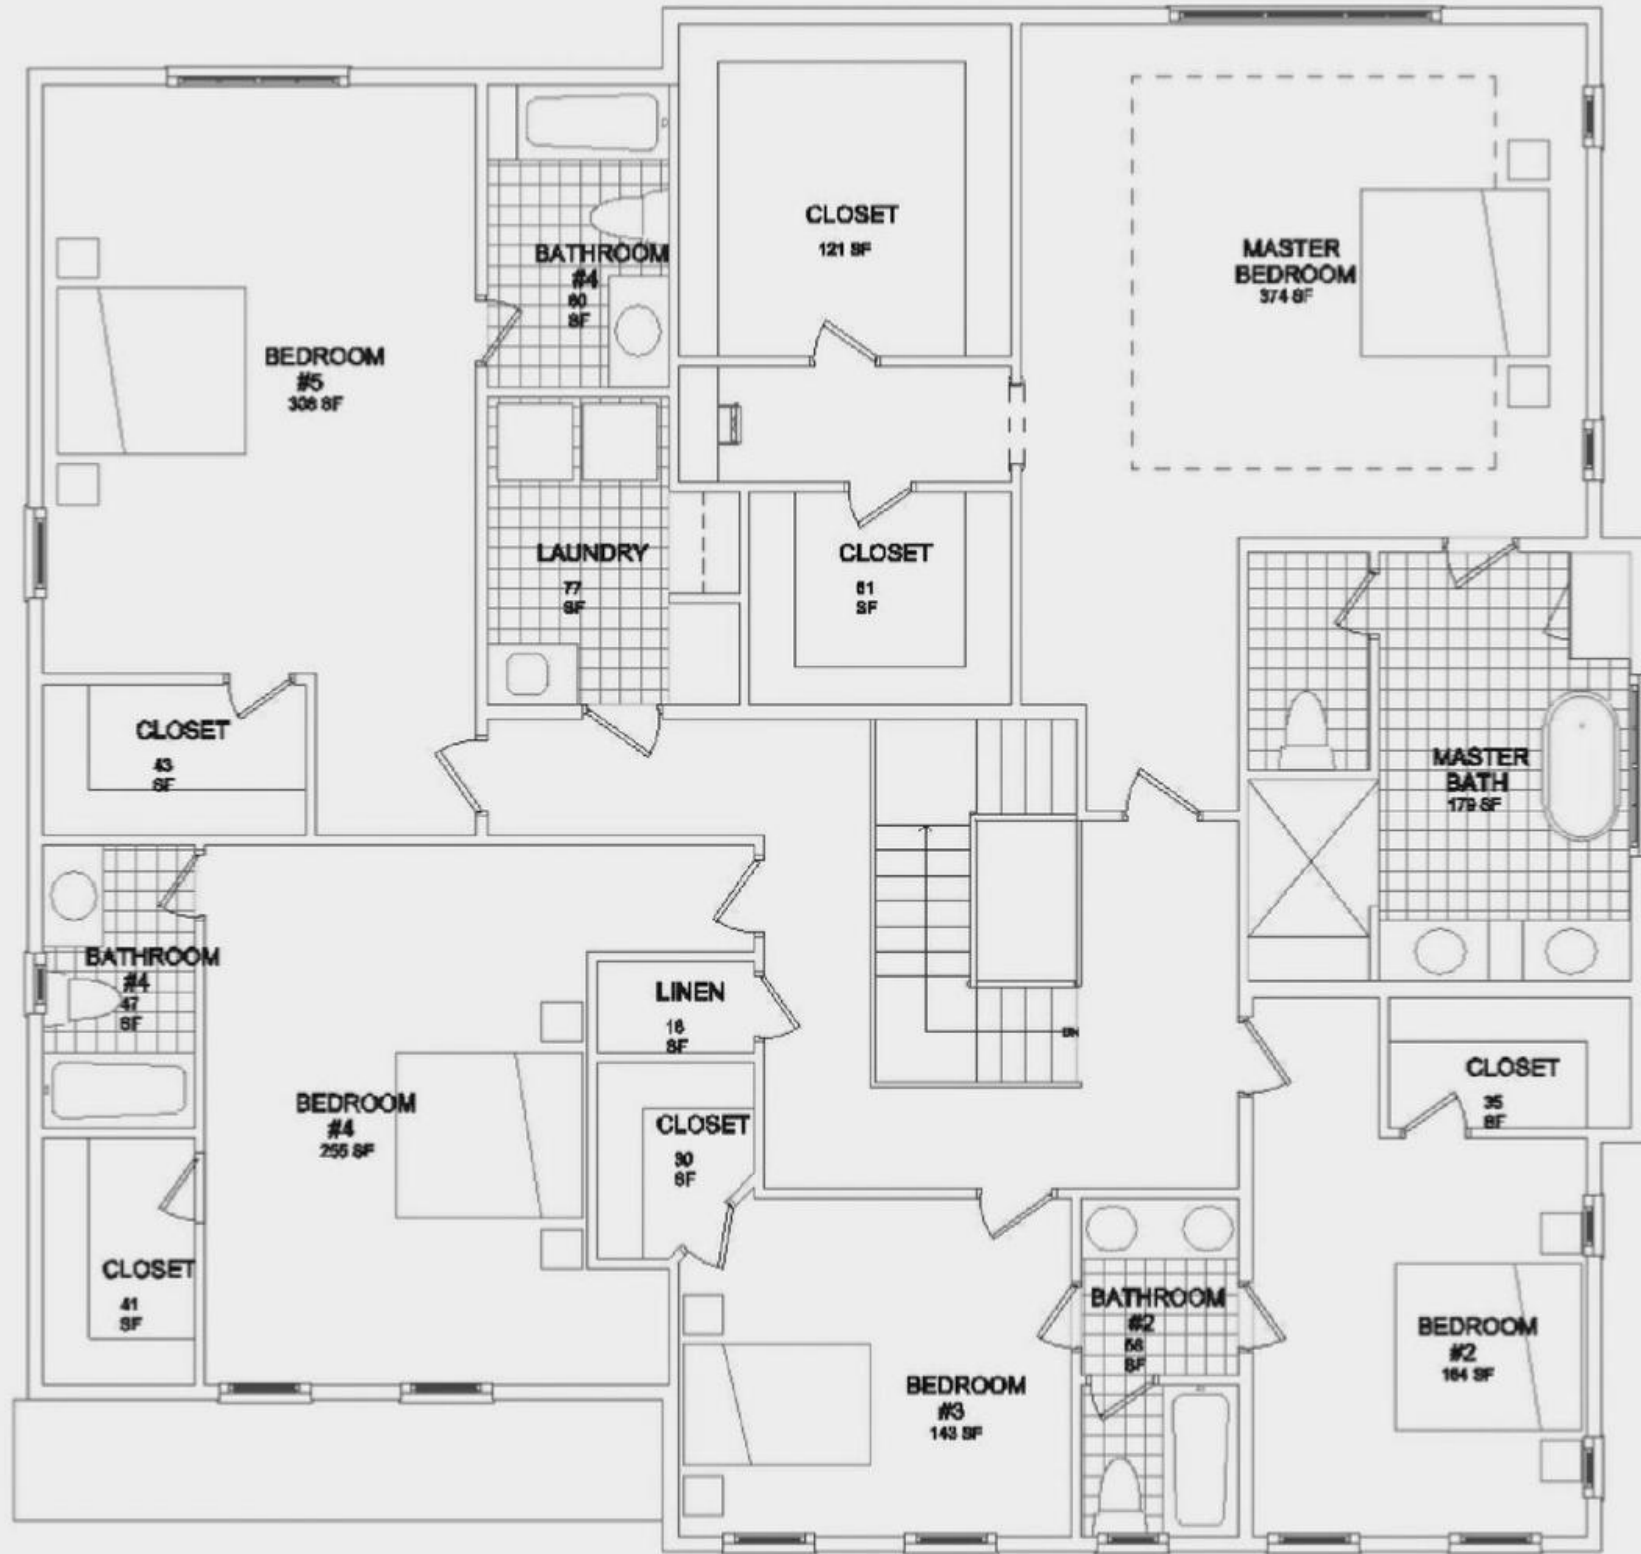 CLOSET
121 SF
BATHROOM
#4
60
SF
MASTER
BEDROOM
374 SF
BEDROOM
#5
308 SF
LAUNDRY
77
SF
CLOSET
61
SF
CLOSET
43
SF
MASTER
BATH
179 SF
BATHROOM
#4
47
SF
LINEN
16
SF
DN
CLOSET
35
SF
BEDROOM
#4
255 SF
CLOSET
30
SF
CLOSET
41
SF
BATHROOM
#2
56
SF
BEDROOM
#2
164 SF
BEDROOM
#3
143 SF